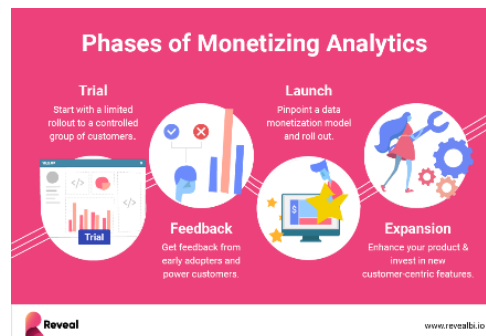 Phases of Monetizing Analytics
Trial
Start with a limited
rollout to a controlled
group of customers.
Launch
Pinpoint a data
monetization model
and roll out.
</>
</>
Trial
$
Feedback
Get feedback from
early adopters and
power customers.
Expansion
Enhance your product &
invest in new
customer-centric features.
Reveal
www.revealbi.io